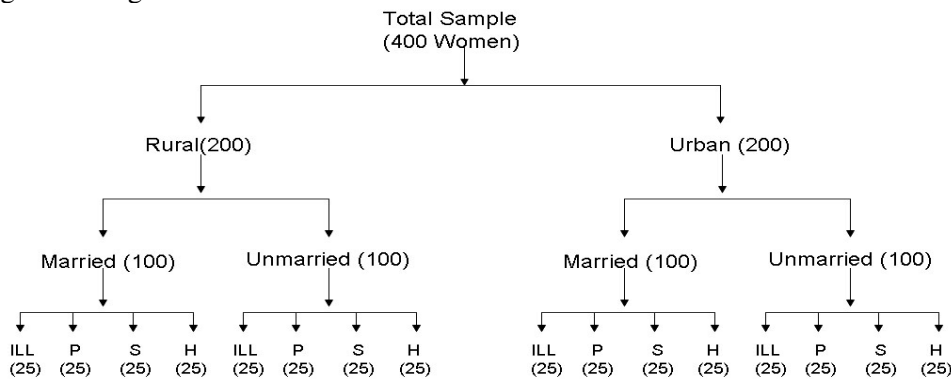 Total Sample
(400 Women)
Rural(200)
Urban (200)
Married (100)
Unmarried (100)
Married (100)
Unmarried (100)
ILL P S H ILL P S H ILL P S H ILL P S H
(25) (25) (25) (25) (25) (25) (25) (25) (25) (25) (25) (25) (25) (25) (25) (25)